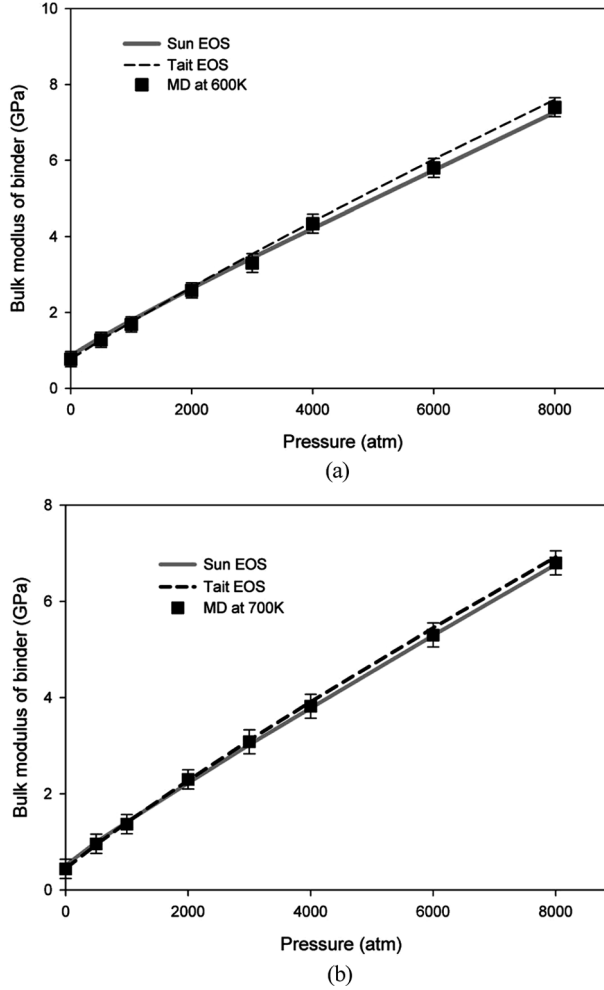 (a)
10
8
6
4
2
0
Bulk modlus of binder (GPa)
Sun EOS
Tait EOS
MD at 600K
0 2000 4000 6000 8000
Pressure (atm)
(a)
8
6
4
2
0
Bulk modulus of binder (GPa)
Sun EOS
Tait EOS
MD at 700K
0 2000 4000 6000 8000
Pressure (atm)
(b)